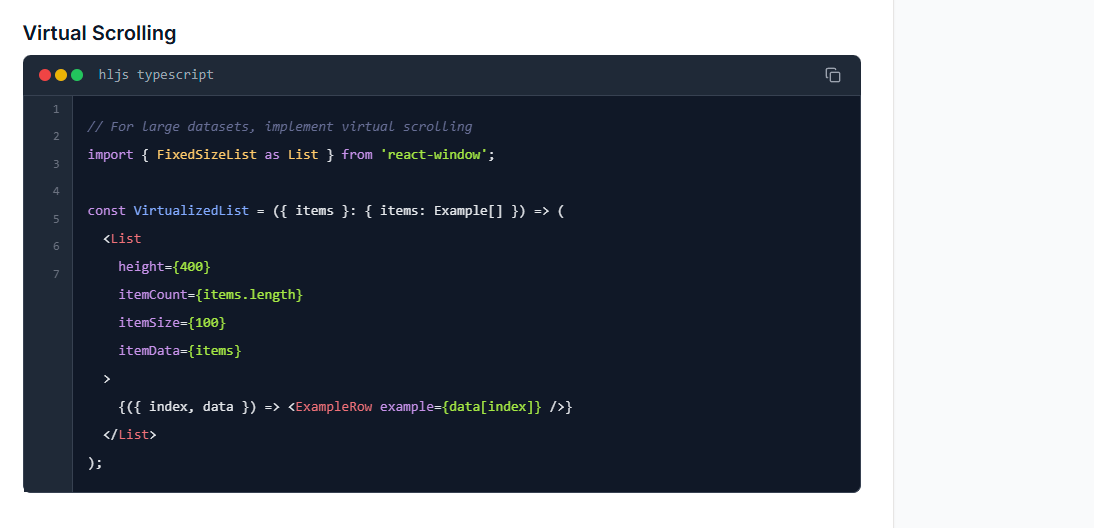 Virtual Scrolling
hljs typescript
1
2
3
4
5
6
7
// For large datasets, implement virtual scrolling
import { FixedSizeList as List } from 'react-window';
const VirtualizedList = ({ items }: { items: Example[] }) => (
  <List
    height={400}
    itemCount={items.length}
    itemSize={100}
    itemData={items}
  >
    {({ index, data }) => <ExampleRow example={data[index]} />}
  </List>
);